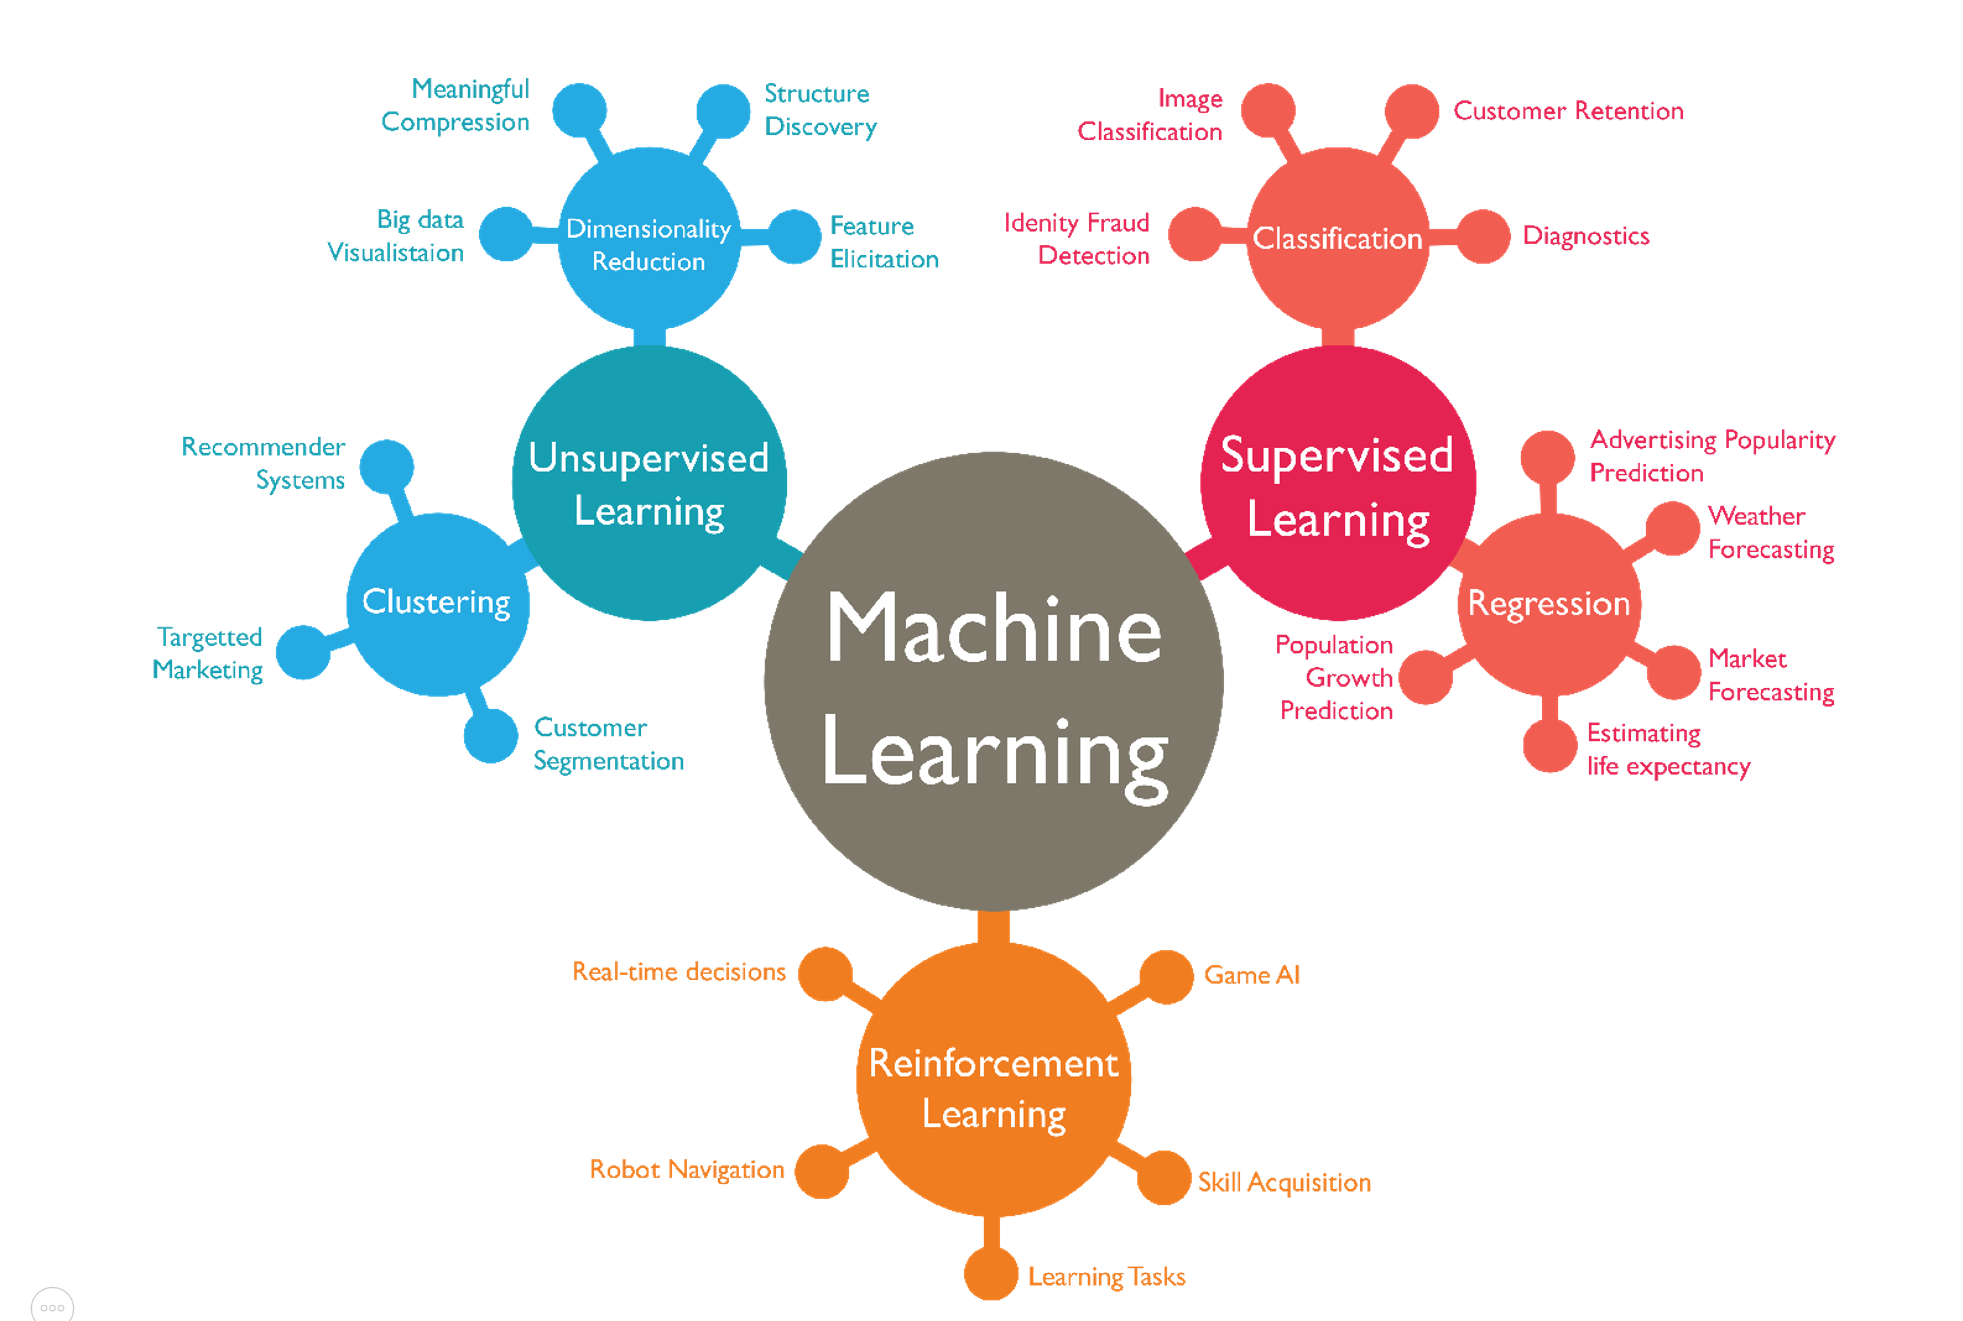 Meaningful
Compression
Structure
Discovery
Big data
Visualistaion
Dimensionality
Reduction
Feature
Elicitation
Image
Classification
Customer Retention
Idenity Fraud
Detection
Classification
Diagnostics
Unsupervised
Learning
Recommender
Systems
Clustering
Targetted
Marketing
Customer
Segmentation
Supervised
Learning
Advertising Popularity
Prediction
Weather
Forecasting
Regression
Population
Growth
Prediction
Market
Forecasting
Estimating
life expectancy
Machine
Learning
Real-time decisions
Game AI
Reinforcement
Learning
Robot Navigation
Skill Acquisition
Learning Tasks